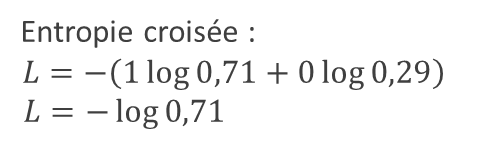 Entropie croisée :
L = −(1 log 0,71 + 0 log 0,29)
L = − log 0,71